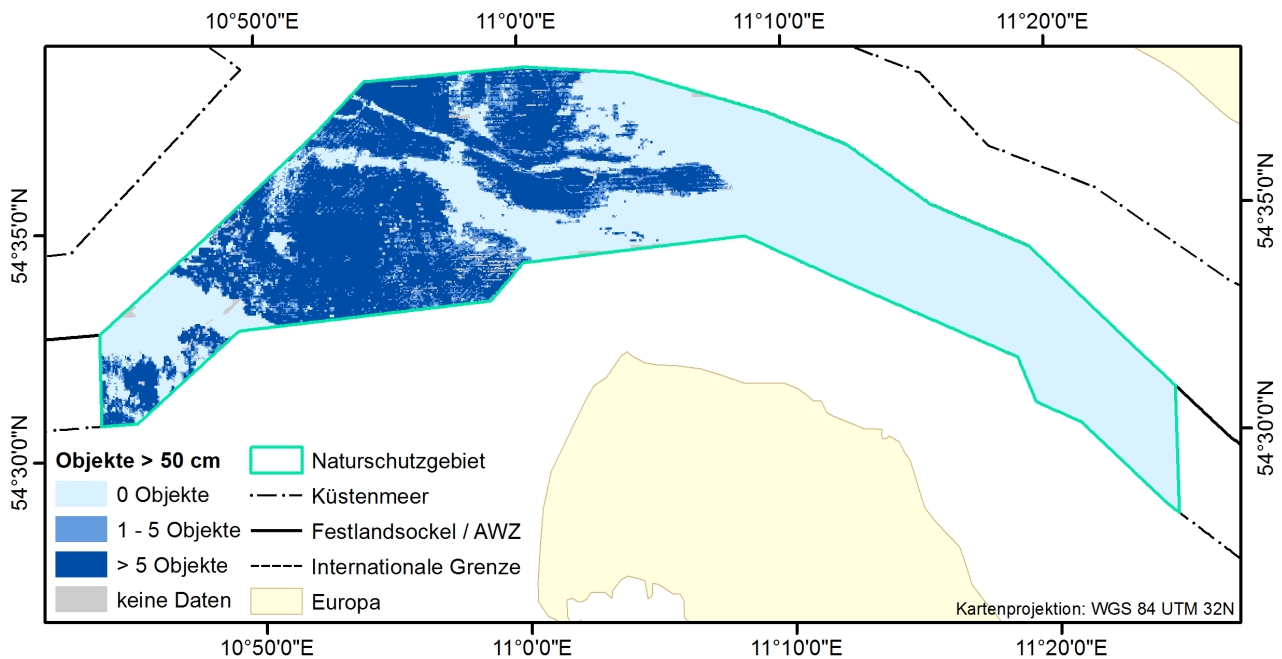 10°50'0"E 11°0'0"E 11°10'0"E 11°20'0"E
54°35'0"N
54°35'0"N
54°30'0"N
54°30'0"N
Objekte > 50 cm
0 Objekte
1 - 5 Objekte
> 5 Objekte
keine Daten
Naturschutzgebiet
Küstenmeer
Festlandsockel / AWZ
Internationale Grenze
Europa
Kartenprojektion: WGS 84 UTM 32N
10°50'0"E 11°0'0"E 11°10'0"E 11°20'0"E